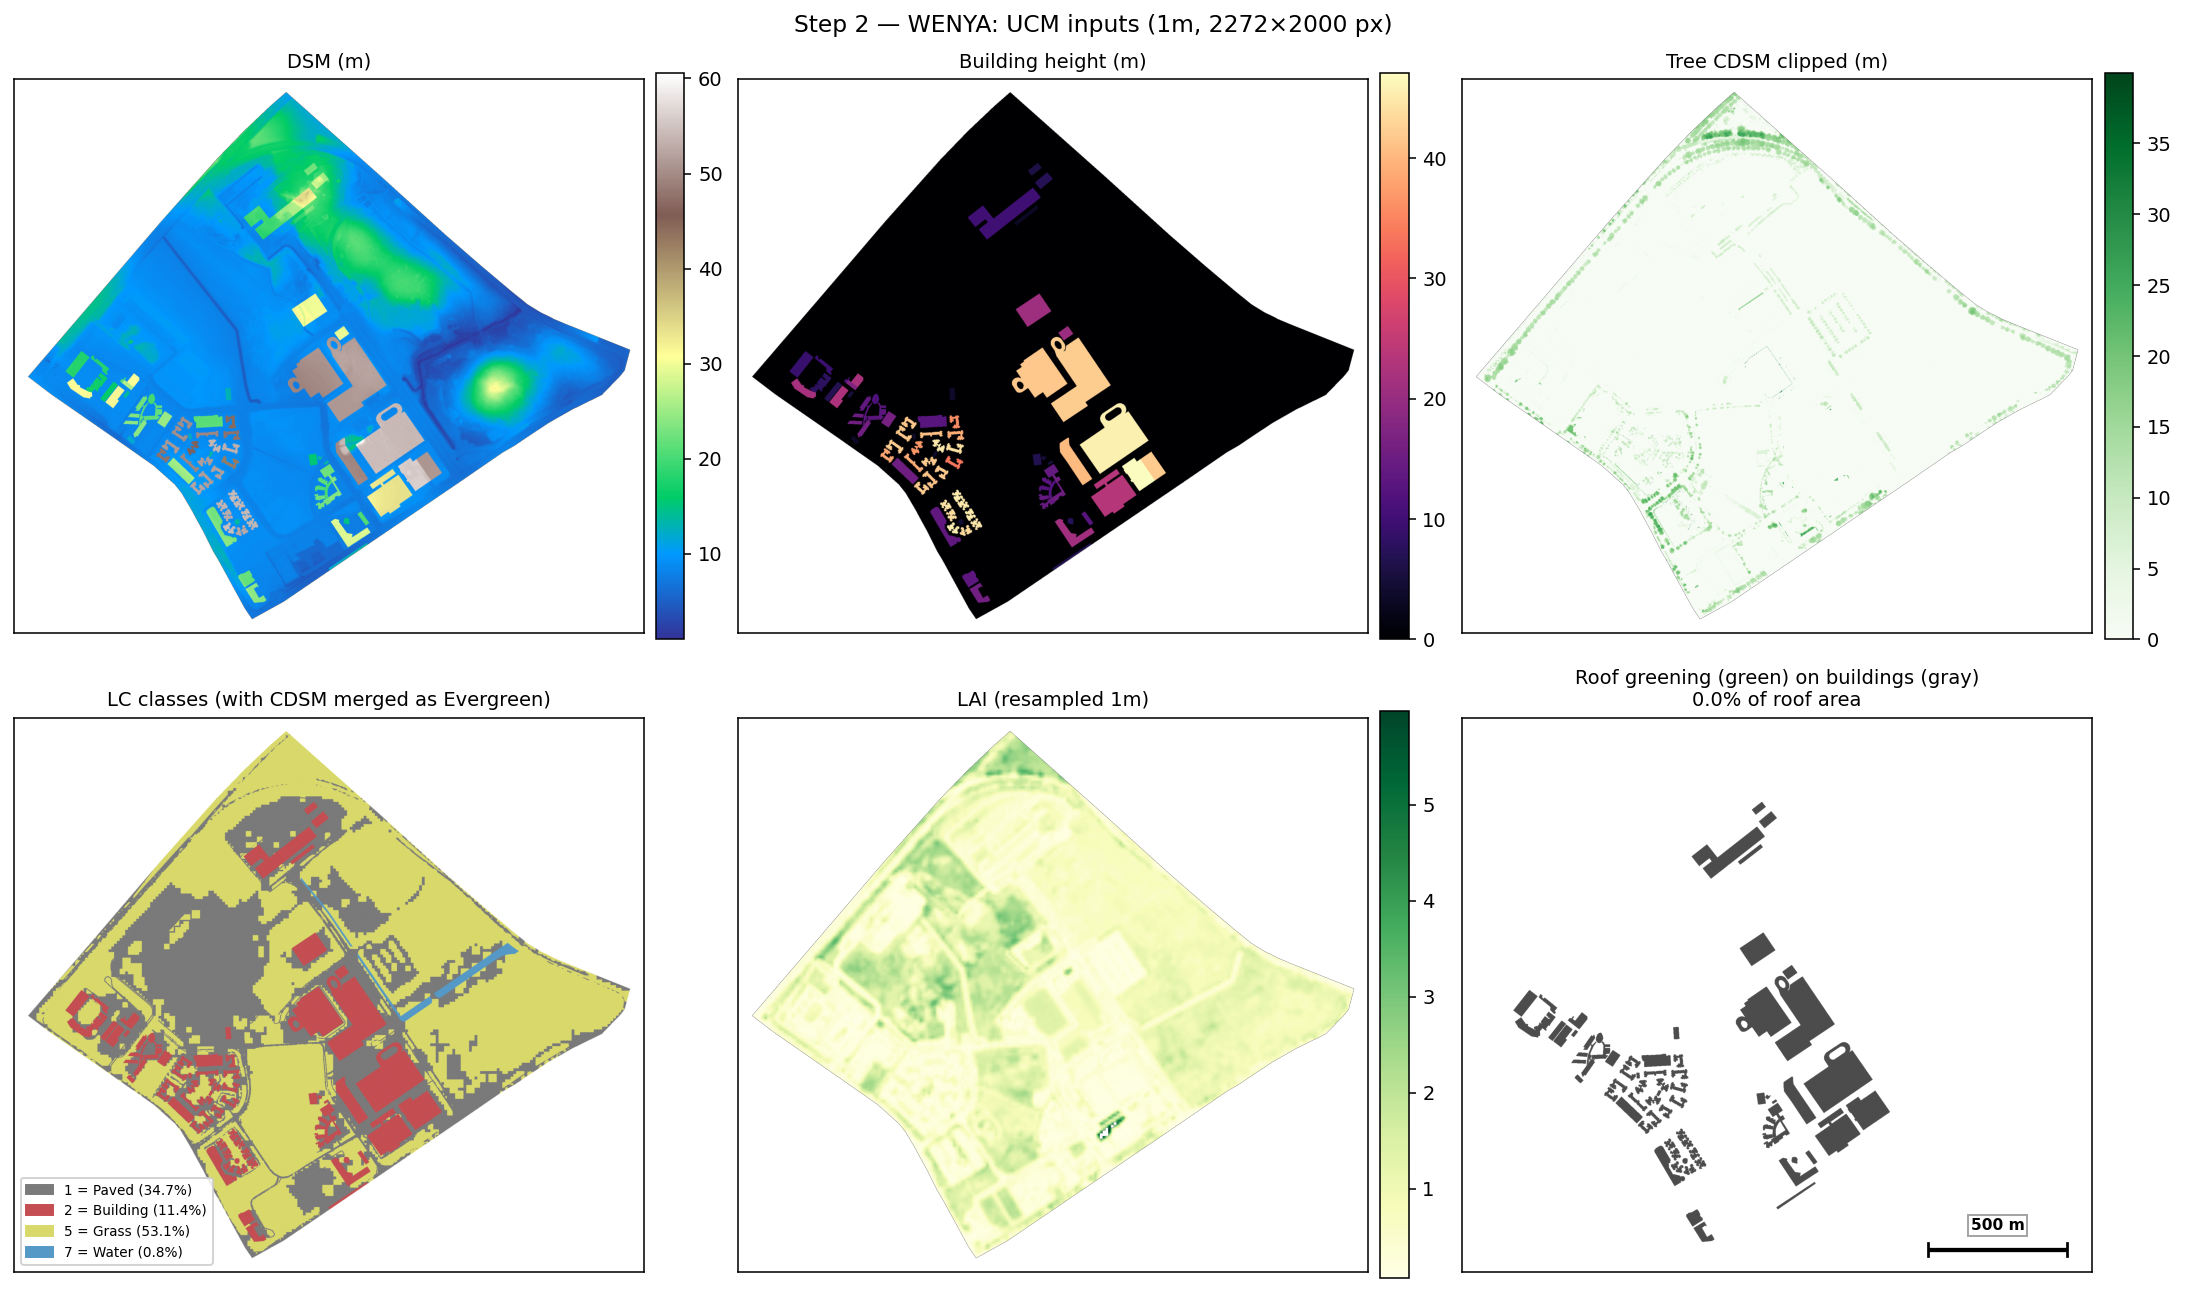 Step 2 — WENYA: UCM inputs (1m, 2272×2000 px)
DSM (m)
60
50
40
30
20
10
Building height (m)
40
30
20
10
0
Tree CDSM clipped (m)
35
30
25
20
15
10
5
0
LC classes (with CDSM merged as Evergreen)
1 = Paved (34.7%)
2 = Building (11.4%)
5 = Grass (53.1%)
7 = Water (0.8%)
LAI (resampled 1m)
5
4
3
2
1
Roof greening (green) on buildings (gray)
0.0% of roof area
500 m